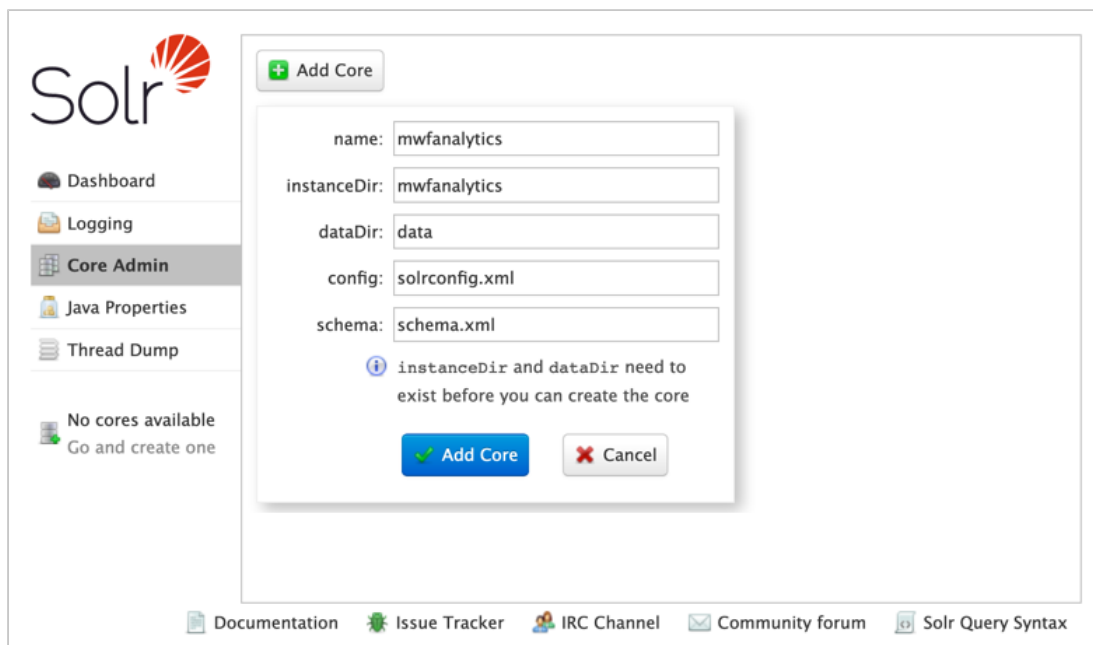 Solr
Dashboard
Logging
Core Admin
Java Properties
Thread Dump
No cores available
Go and create one
Add Core
name: mwfanalytics
instanceDir: mwfanalytics
dataDir: data
config: solrconfig.xml
schema: schema.xml
instanceDir and dataDir need to
exist before you can create the core
Add Core Cancel
Documentation Issue Tracker IRC Channel Community forum Solr Query Syntax